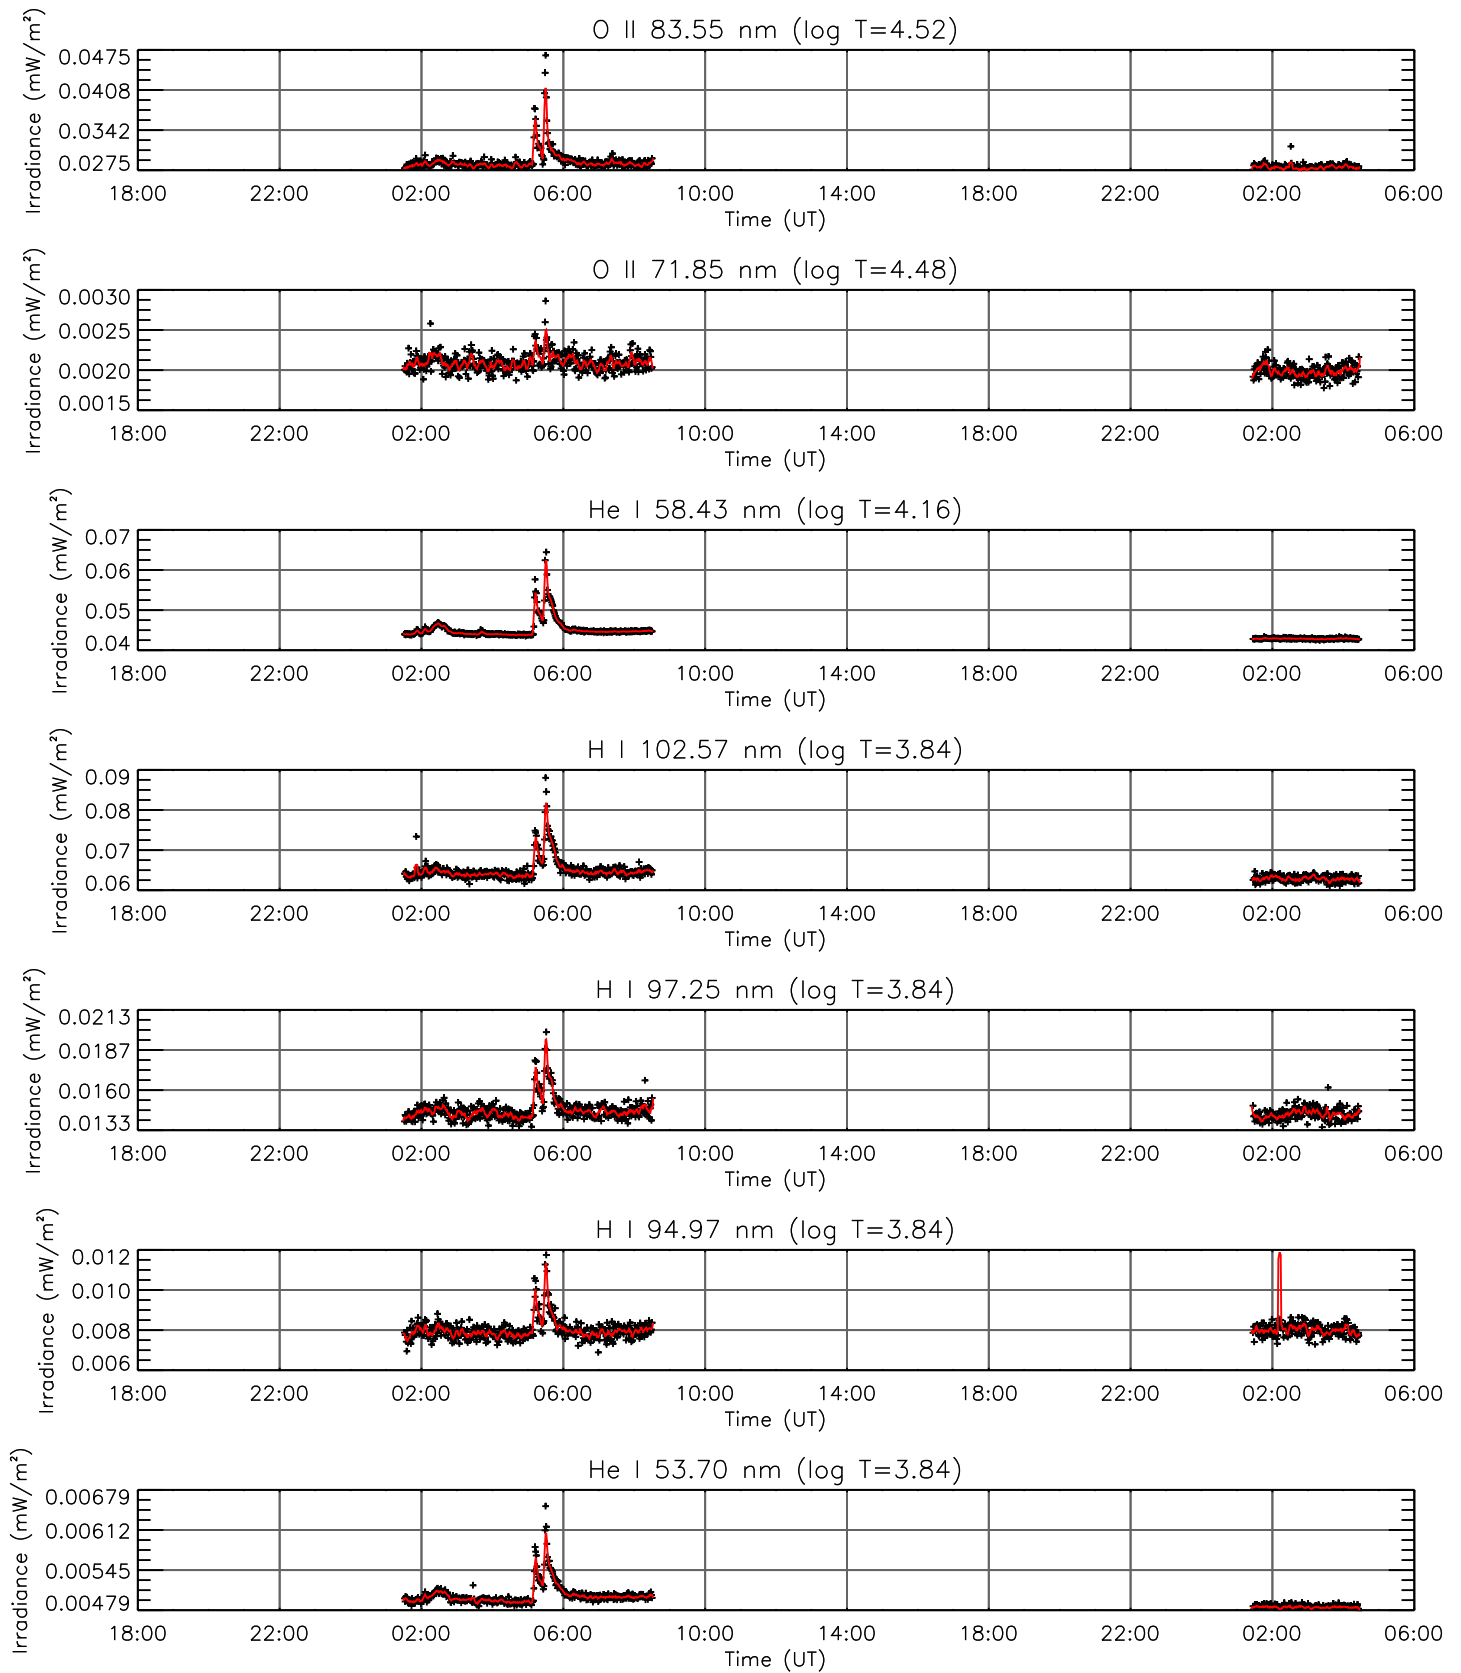 O II 83.55 nm (log T=4.52)
Irradiance (mW/m²)
0.0475
0.0408
0.0342
0.0275
18:00 22:00 02:00 06:00 10:00 14:00 18:00 22:00 02:00 06:00
Time (UT)
O II 71.85 nm (log T=4.48)
Irradiance (mW/m²)
0.0030
0.0025
0.0020
0.0015
18:00 22:00 02:00 06:00 10:00 14:00 18:00 22:00 02:00 06:00
Time (UT)
He I 58.43 nm (log T=4.16)
Irradiance (mW/m²)
0.07
0.06
0.05
0.04
18:00 22:00 02:00 06:00 10:00 14:00 18:00 22:00 02:00 06:00
Time (UT)
H I 102.57 nm (log T=3.84)
Irradiance (mW/m²)
0.09
0.08
0.07
0.06
18:00 22:00 02:00 06:00 10:00 14:00 18:00 22:00 02:00 06:00
Time (UT)
H I 97.25 nm (log T=3.84)
Irradiance (mW/m²)
0.0213
0.0187
0.0160
0.0133
18:00 22:00 02:00 06:00 10:00 14:00 18:00 22:00 02:00 06:00
Time (UT)
H I 94.97 nm (log T=3.84)
Irradiance (mW/m²)
0.012
0.010
0.008
0.006
18:00 22:00 02:00 06:00 10:00 14:00 18:00 22:00 02:00 06:00
Time (UT)
He I 53.70 nm (log T=3.84)
Irradiance (mW/m²)
0.00679
0.00612
0.00545
0.00479
18:00 22:00 02:00 06:00 10:00 14:00 18:00 22:00 02:00 06:00
Time (UT)